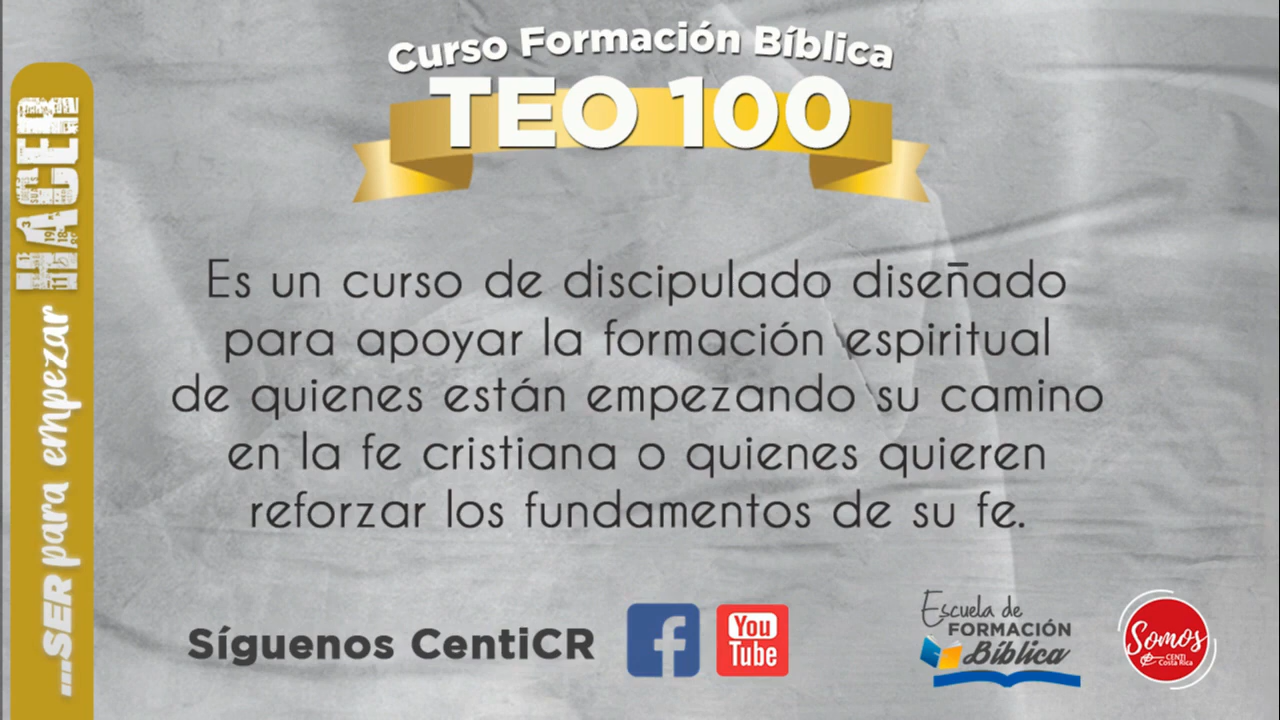 Curso Formación Bíblica
TEO 100
...SER para empezar HACER
Es un curso de discipulado diseñado
para apoyar la formación espiritual
de quienes están empezando su camino
en la fe cristiana o quienes quieren
reforzar los fundamentos de su fe.
Síguenos CentiCR
f
You
Tube
Escuela de
FORMACIÓN
Bíblica
Somos
CENTI
Costa Rica